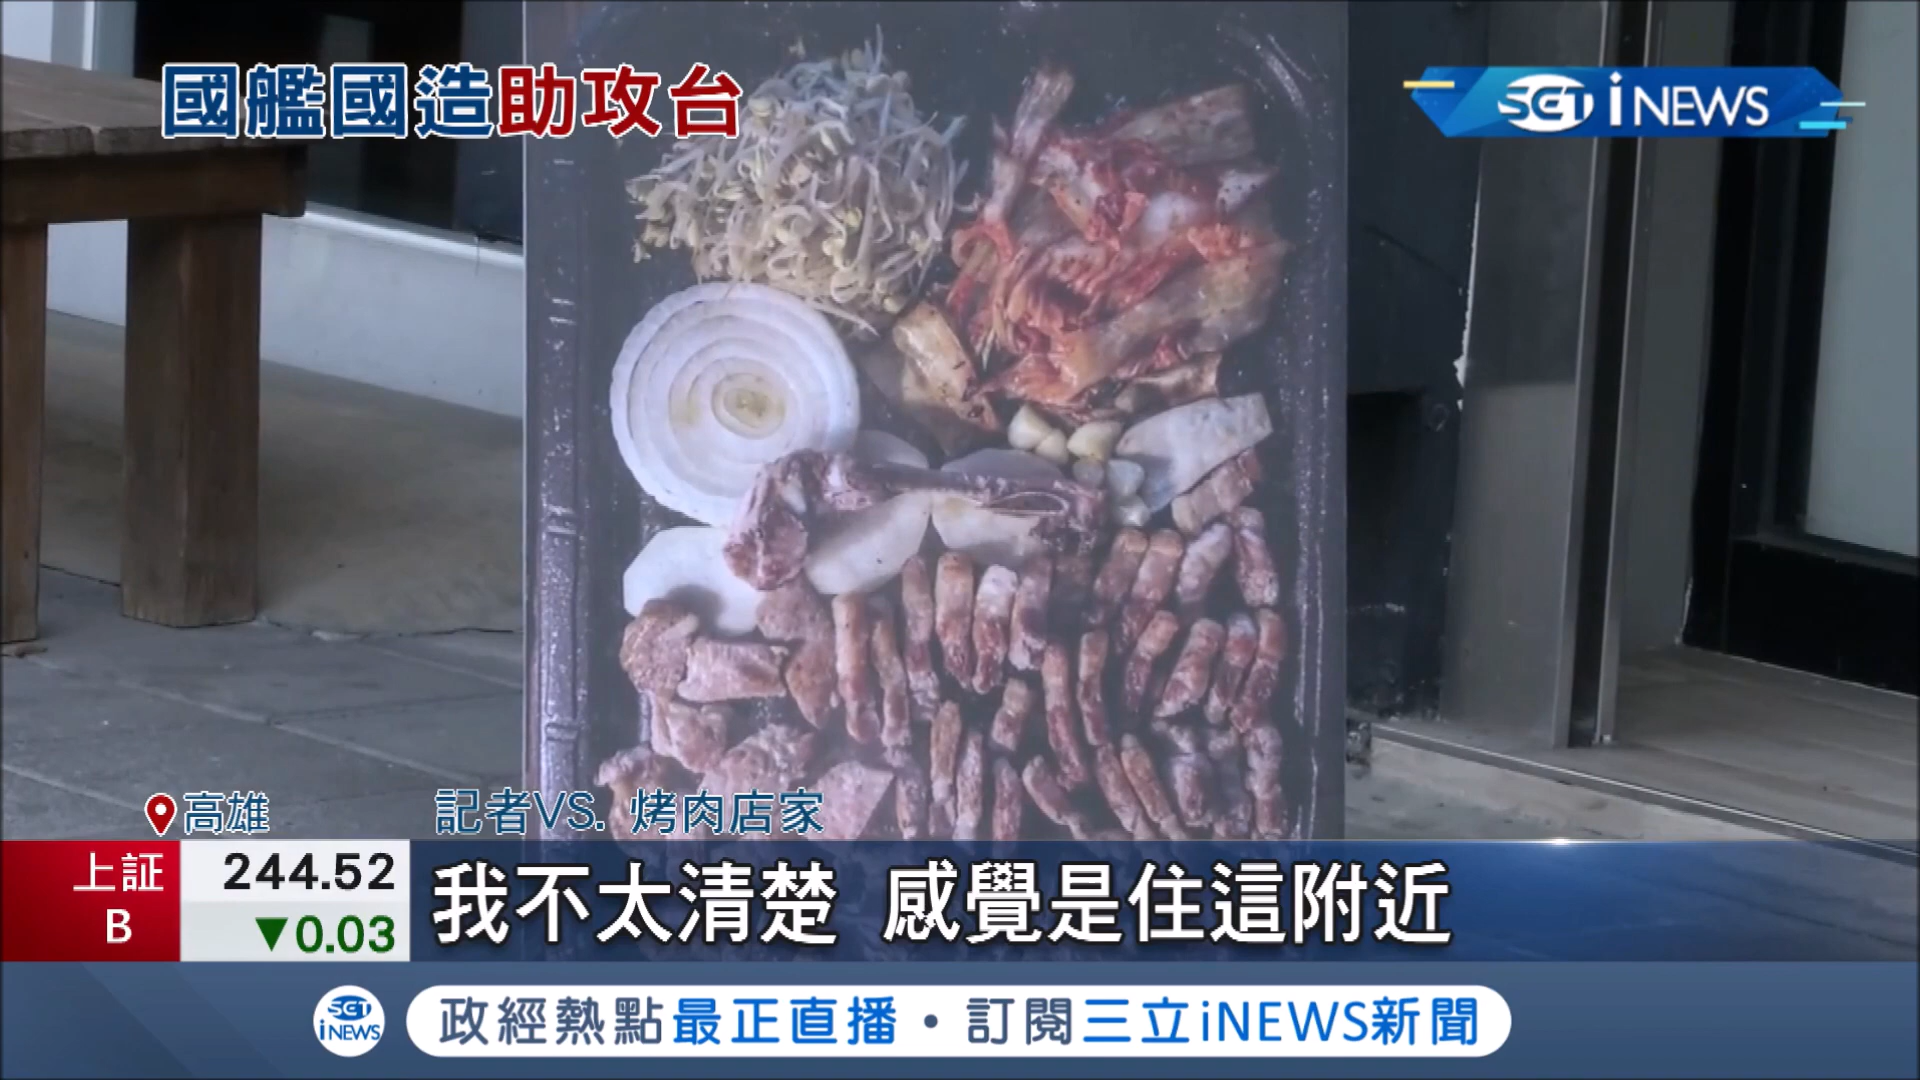 國艦國造助攻台
SET iNEWS
高雄
記者VS. 烤肉店家
上証
B
244.52
▼0.03
我不太清楚 感覺是住這附近
SET iNEWS
政經熱點最正直播・訂閱三立iNEWS新聞